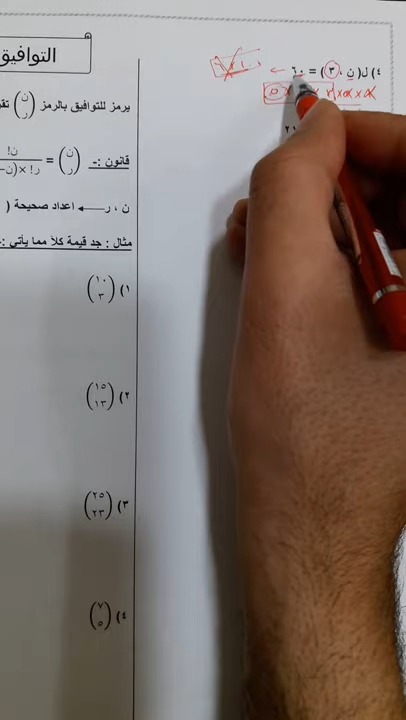 ٤) ل(ن ، ٣) = ٦٠
التوافيق
يرمز للتوافيق بالرمز (ن ر)
قانون :- (ن ر) = ن! / ر! ×(ن-
ن ، ر ← اعداد صحيحة (
مثال : جد قيمة كلاً مما يأتي :-
١) (١٠ ٣)
٢) (١٥ ١٣)
٣) (٢٥ ٢٣)
٤) (٧ ٥)